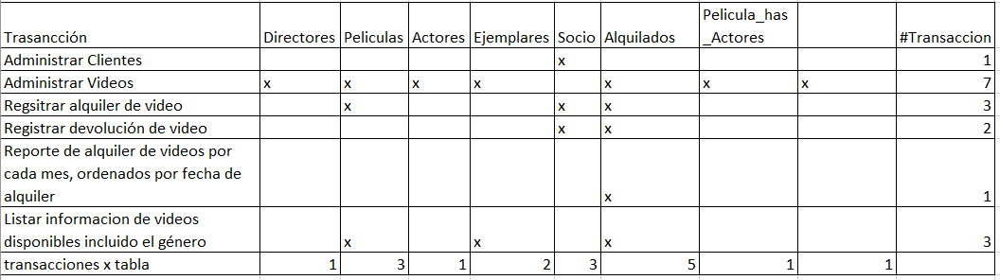 Trasancción Directores Peliculas Actores Ejemplares Socio Alquilados Pelicula_has_Actores #Transaccion
Administrar Clientes x 1
Administrar Videos x x x x x x x 7
Regsitrar alquiler de video x x x 3
Registrar devolución de video x x 2
Reporte de alquiler de videos por
cada mes, ordenados por fecha de
alquiler x 1
Listar informacion de videos
disponibles incluido el género x x x 3
transacciones x tabla 1 3 1 2 3 5 1 1